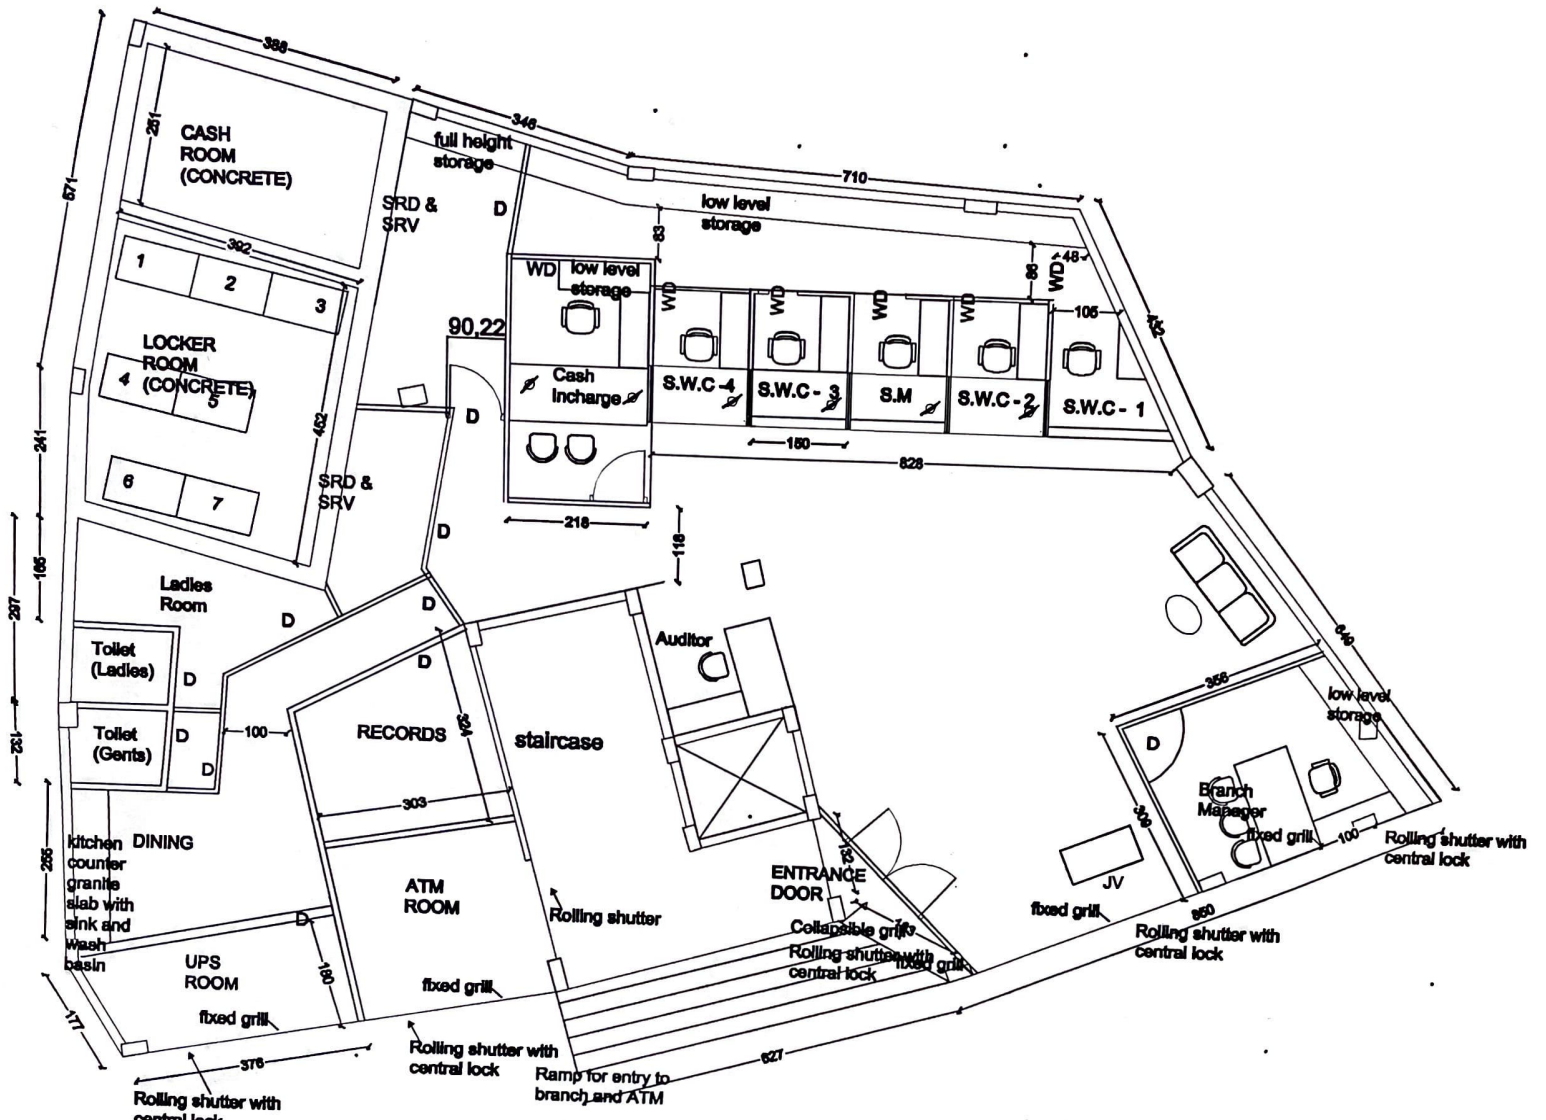 388
346
710
571
251
CASH
ROOM
(CONCRETE)
full height
storage
SRD &
SRV
D
low level
storage
83
86
48
WD
452
392
1
2
3
WD
low level
storage
WD
WD
WD
WD
105
90,22
LOCKER
ROOM
(CONCRETE)
4
5
452
6
7
241
D
Cash
Incharge
S.W.C -4
S.W.C - 3
S.M
S.W.C - 2
S.W.C - 1
150
828
SRD &
SRV
D
218
118
165
297
Ladies
Room
D
D
Toilet
(Ladies)
D
D
Auditor
640
356
low level
storage
132
Toilet
(Gents)
D
D
100
RECORDS
324
staircase
303
D
Branch
Manager
309
fixed grill
100
Rolling shutter with
central lock
255
kitchen
counter
granite
slab with
sink and
wash
basin
DINING
ATM
ROOM
132
ENTRANCE
DOOR
JV
fixed grill
850
Rolling shutter with
central lock
D
Rolling shutter
Collapsible grill
Rolling shutter with
central lock
fixed grill
UPS
ROOM
180
fixed grill
fixed grill
177
376
Rolling shutter with
central lock
Rolling shutter with
central lock
Ramp for entry to
branch and ATM
627